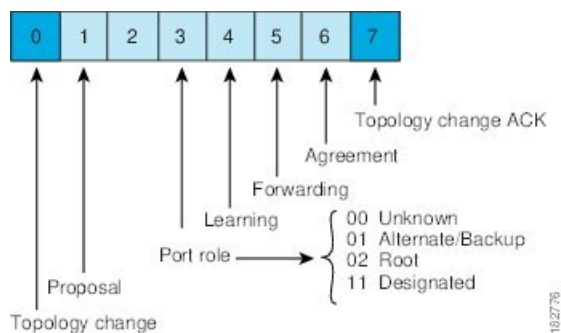 0 1 2 3 4 5 6 7
Topology change ACK
Agreement
Forwarding
Learning
Port role
00 Unknown
01 Alternate/Backup
02 Root
11 Designated
Proposal
Topology change
182776